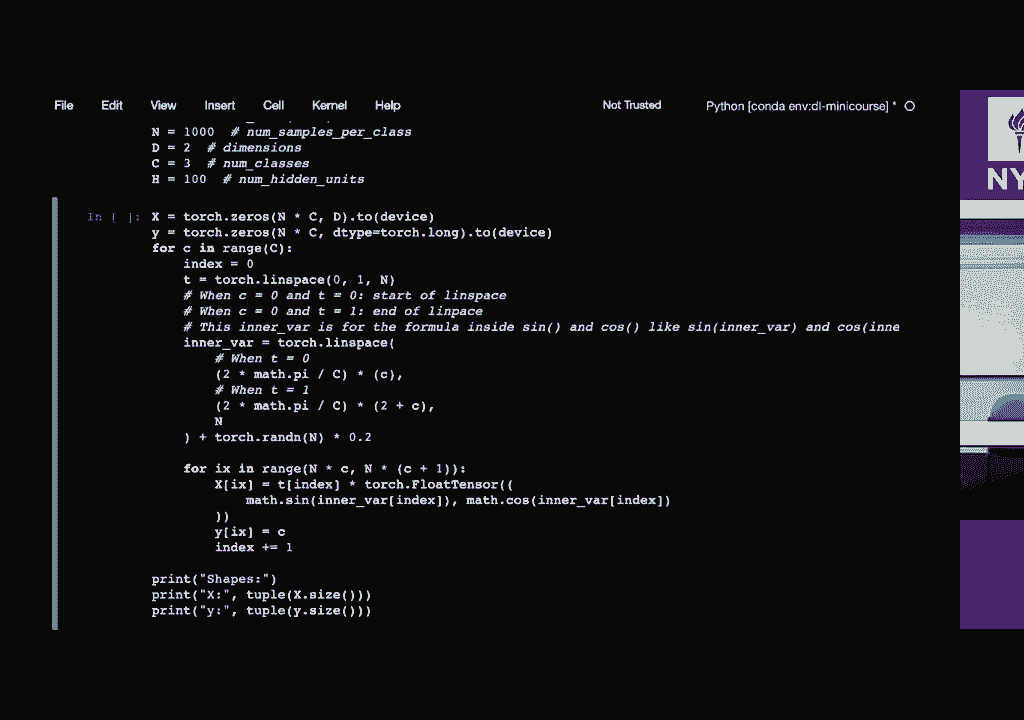 File Edit View Insert Cell Kernel Help Not Trusted Python [conda env:dl-minicourse] *
N = 1000  # num_samples_per_class
D = 2  # dimensions
C = 3  # num_classes
H = 100  # num_hidden_units
In [ ]: X = torch.zeros(N * C, D).to(device)
y = torch.zeros(N * C, dtype=torch.long).to(device)
for c in range(C):
    index = 0
    t = torch.linspace(0, 1, N)
    # When c = 0 and t = 0: start of linspace
    # When c = 0 and t = 1: end of linpace
    # This inner_var is for the formula inside sin() and cos() like sin(inner_var) and cos(inne
    inner_var = torch.linspace(
        # When t = 0
        (2 * math.pi / C) * (c),
        # When t = 1
        (2 * math.pi / C) * (2 + c),
        N
    ) + torch.randn(N) * 0.2
    for ix in range(N * c, N * (c + 1)):
        X[ix] = t[index] * torch.FloatTensor((
            math.sin(inner_var[index]), math.cos(inner_var[index])
        ))
        y[ix] = c
        index += 1
print("Shapes:")
print("X:", tuple(X.size()))
print("y:", tuple(y.size()))
NY